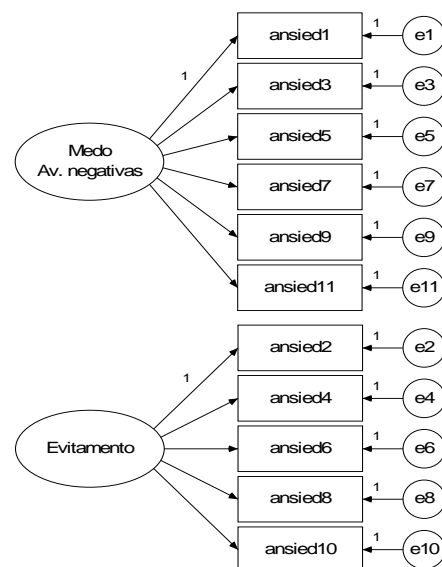 ansied1 1 e1
1
ansied3 1 e3
ansied5 1 e5
Medo
Av. negativas
ansied7 1 e7
ansied9 1 e9
ansied11 1 e11
ansied2 1 e2
1
ansied4 1 e4
Evitamento
ansied6 1 e6
ansied8 1 e8
ansied10 1 e10